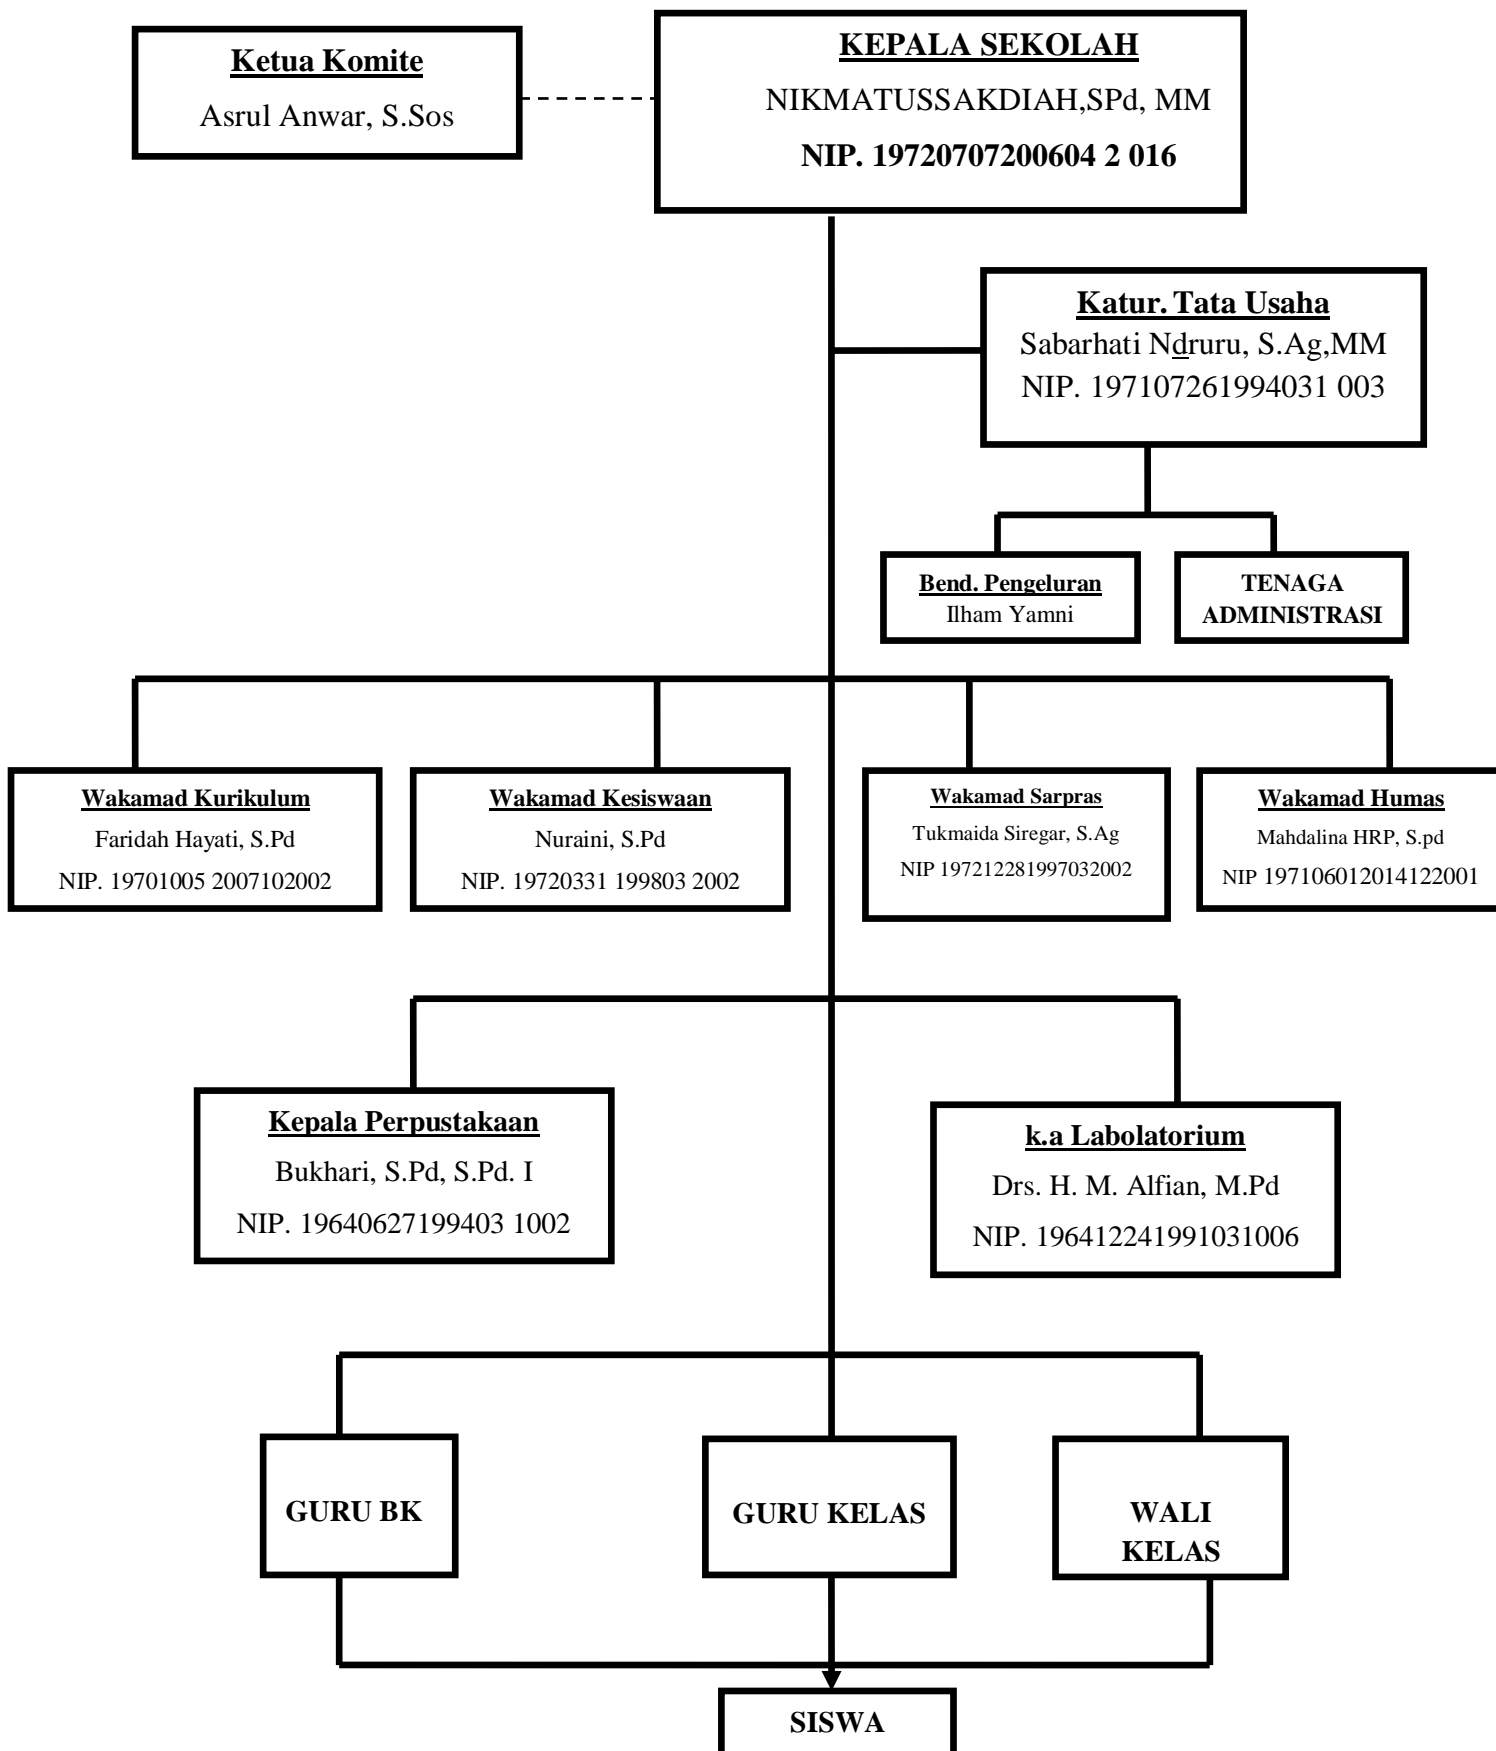 Ketua Komite
Asrul Anwar, S.Sos
KEPALA SEKOLAH
NIKMATUSSAKDIAH,SPd, MM
NIP. 19720707200604 2 016
Katur. Tata Usaha
Sabarhati Ndruru, S.Ag,MM
NIP. 197107261994031 003
Bend. Pengeluran
Ilham Yamni
TENAGA
ADMINISTRASI
Wakamad Kurikulum
Faridah Hayati, S.Pd
NIP. 19701005 2007102002
Wakamad Kesiswaan
Nuraini, S.Pd
NIP. 19720331 199803 2002
Wakamad Sarpras
Tukmaida Siregar, S.Ag
NIP 197212281997032002
Wakamad Humas
Mahdalina HRP, S.pd
NIP 197106012014122001
Kepala Perpustakaan
Bukhari, S.Pd, S.Pd. I
NIP. 19640627199403 1002
k.a Labolatorium
Drs. H. M. Alfian, M.Pd
NIP. 196412241991031006
GURU BK
GURU KELAS
WALI
KELAS
SISWA